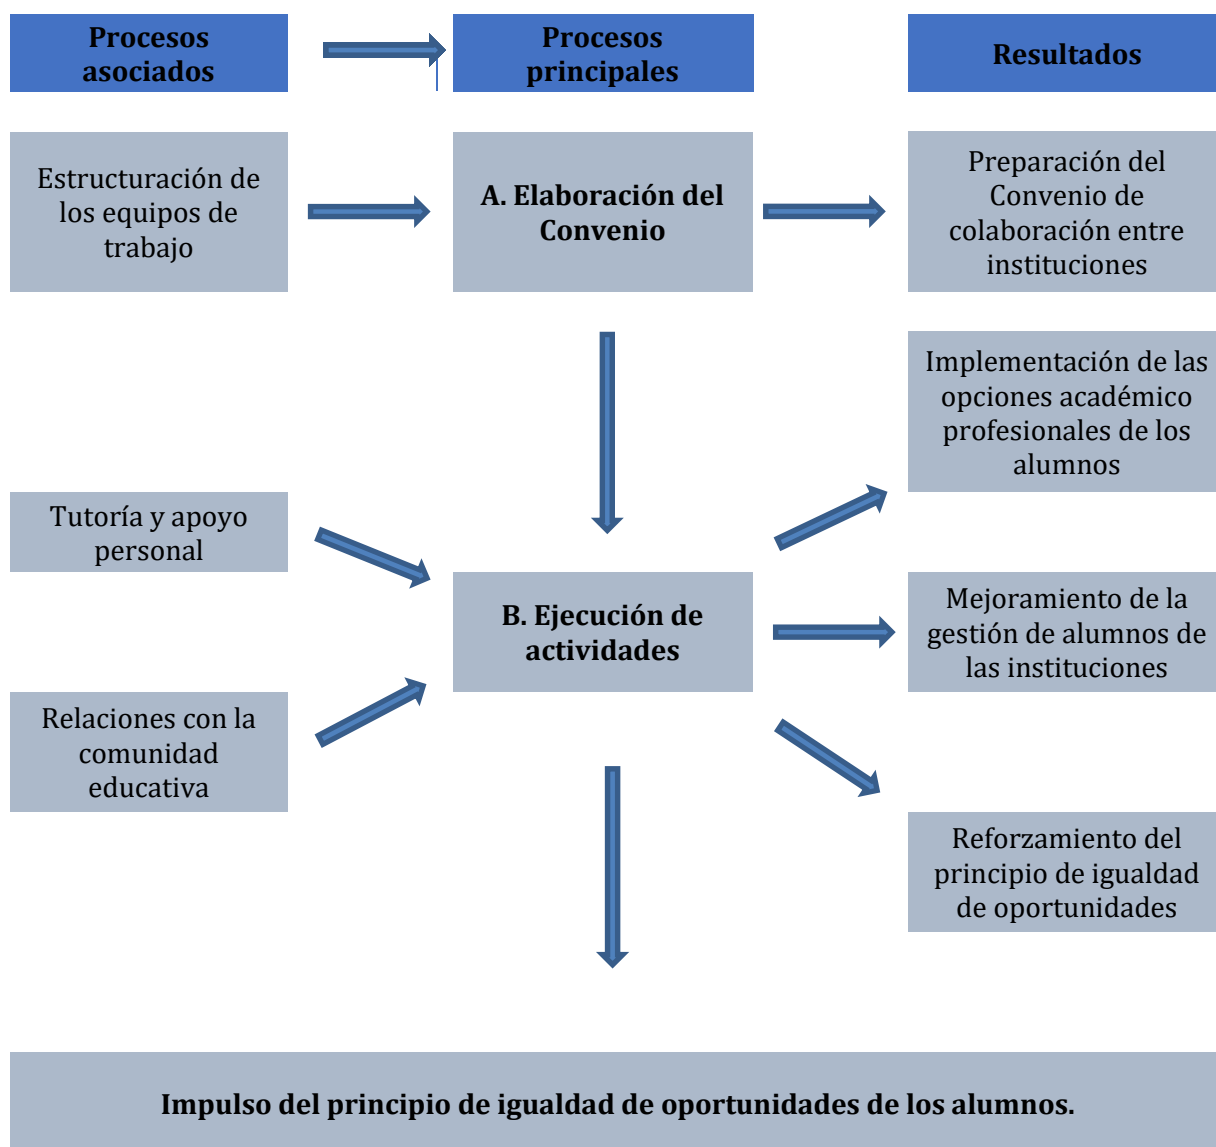 Procesos
asociados
Procesos
principales
Resultados
Estructuración de
los equipos de
trabajo
A. Elaboración del
Convenio
Preparación del
Convenio de
colaboración entre
instituciones
Implementación de las
opciones académico
profesionales de los
alumnos
Tutoría y apoyo
personal
B. Ejecución de
actividades
Mejoramiento de la
gestión de alumnos de
las instituciones
Relaciones con la
comunidad
educativa
Reforzamiento del
principio de igualdad
de oportunidades
Impulso del principio de igualdad de oportunidades de los alumnos.